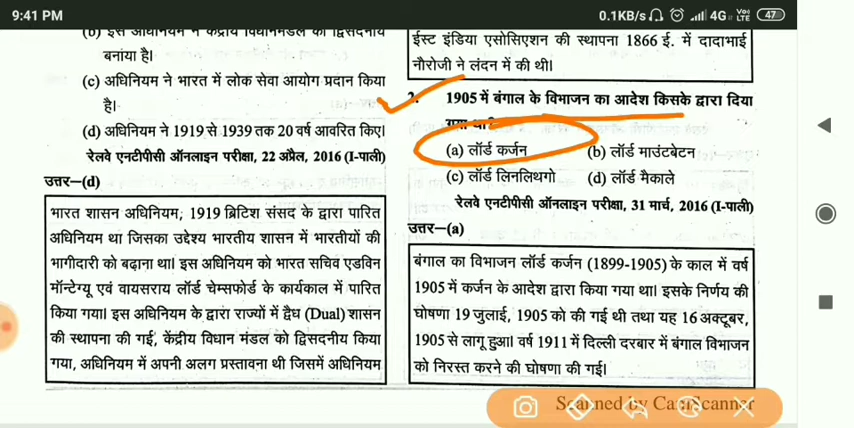 9:41 PM
0.1KB/s
4G
VoLTE
47
(b) इस अधिनियम ने केंद्रीय विधानमंडल को द्विसदनीय
बनाया है।
(c) अधिनियम ने भारत में लोक सेवा आयोग प्रदान किया
है।
(d) अधिनियम ने 1919 से 1939 तक 20 वर्ष आवरित किए।
रेलवे एनटीपीसी ऑनलाइन परीक्षा, 22 अप्रैल, 2016 (I-पाली)
उत्तर–(d)
भारत शासन अधिनियम; 1919 ब्रिटिश संसद के द्वारा पारित
अधिनियम था जिसका उद्देश्य भारतीय शासन में भारतीयों की
भागीदारी को बढ़ाना था। इस अधिनियम को भारत सचिव एडविन
मॉन्टेग्यू एवं वायसराय लॉर्ड चेम्सफोर्ड के कार्यकाल में पारित
किया गया। इस अधिनियम के द्वारा राज्यों में द्वैध (Dual) शासन
की स्थापना की गई, केंद्रीय विधान मंडल को द्विसदनीय किया
गया, अधिनियम में अपनी अलग प्रस्तावना थी जिसमें अधिनियम
ईस्ट इंडिया एसोसिएशन की स्थापना 1866 ई. में दादाभाई
नौरोजी ने लंदन में की थी।
2. 1905 में बंगाल के विभाजन का आदेश किसके द्वारा दिया
(a) लॉर्ड कर्जन (b) लॉर्ड माउंटबेटन
(c) लॉर्ड लिनलिथगो (d) लॉर्ड मैकाले
रेलवे एनटीपीसी ऑनलाइन परीक्षा, 31 मार्च, 2016 (I-पाली)
उत्तर–(a)
बंगाल का विभाजन लॉर्ड कर्जन (1899-1905) के काल में वर्ष
1905 में कर्जन के आदेश द्वारा किया गया था। इसके निर्णय की
घोषणा 19 जुलाई, 1905 को की गई थी तथा यह 16 अक्टूबर,
1905 से लागू हुआ। वर्ष 1911 में दिल्ली दरबार में बंगाल विभाजन
को निरस्त करने की घोषणा की गई।
Scanned by CamScanner